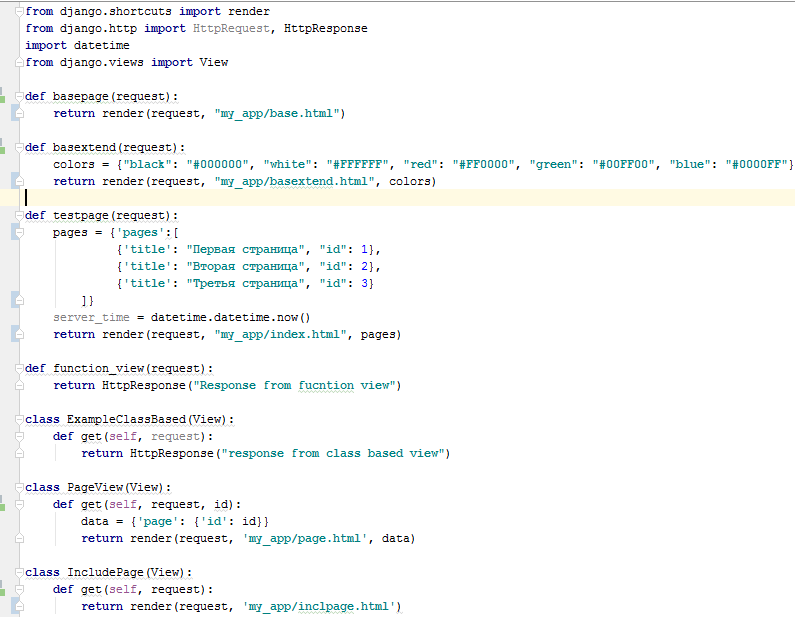 from django.shortcuts import render
from django.http import HttpRequest, HttpResponse
import datetime
from django.views import View
def basepage(request):
return render(request, "my_app/base.html")
def basextend(request):
colors = {"black": "#000000", "white": "#FFFFFF", "red": "#FF0000", "green": "#00FF00", "blue": "#0000FF"}
return render(request, "my_app/basextend.html", colors)
def testpage(request):
pages = {'pages':[
{'title': "Первая страница", "id": 1},
{'title': "Вторая страница", "id": 2},
{'title': "Третья страница", "id": 3}
]}
server_time = datetime.datetime.now()
return render(request, "my_app/index.html", pages)
def function_view(request):
return HttpResponse("Response from fucntion view")
class ExampleClassBased(View):
def get(self, request):
return HttpResponse("response from class based view")
class PageView(View):
def get(self, request, id):
data = {'page': {'id': id}}
return render(request, 'my_app/page.html', data)
class IncludePage(View):
def get(self, request):
return render(request, 'my_app/inclpage.html')